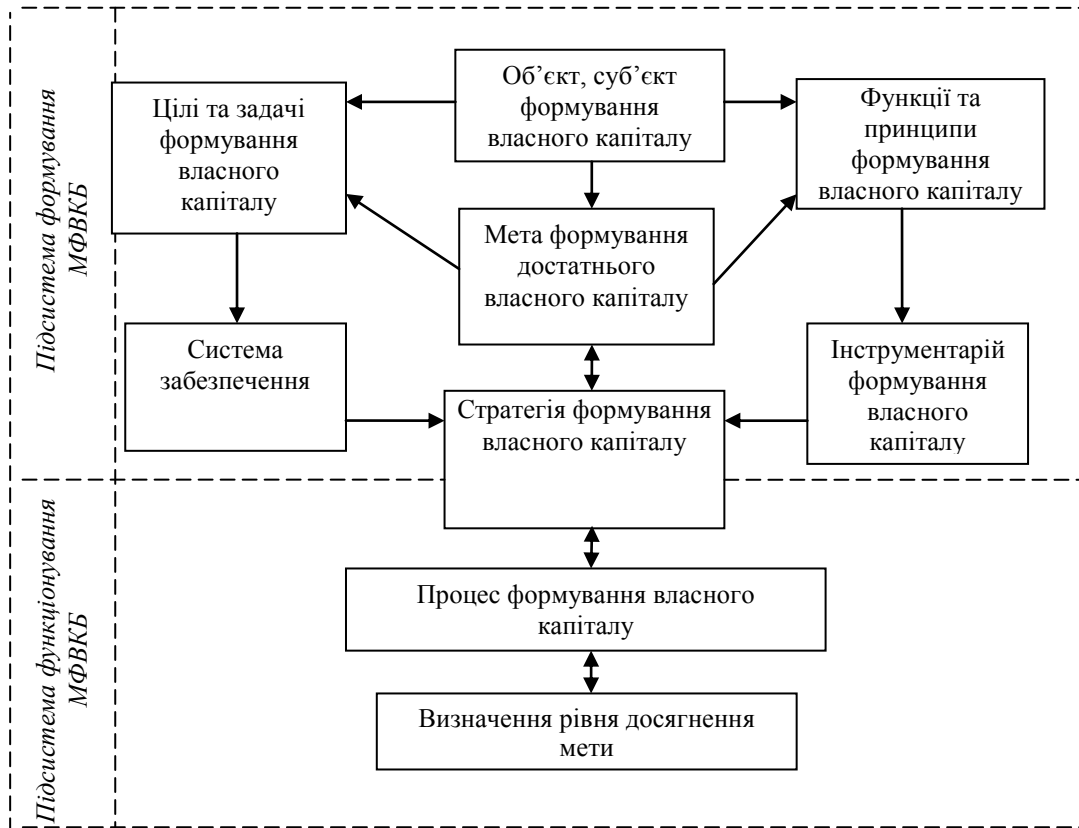 Підсистема формування
МФВКБ
Об’єкт, суб’єкт
формування
власного капіталу
Цілі та задачі
формування
власного
капіталу
Функції та
принципи
формування
власного капіталу
Мета формування
достатнього
власного капіталу
Система
забезпечення
Інструментарій
формування
власного
капіталу
Стратегія формування
власного капіталу
Підсистема функціонування
МФВКБ
Процес формування власного
капіталу
Визначення рівня досягнення
мети